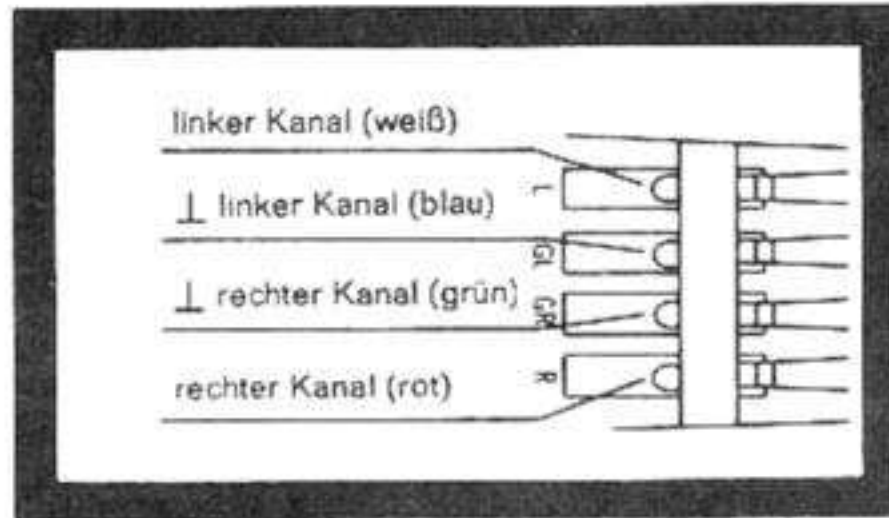 linker Kanal (weiß)
L
⊥ linker Kanal (blau)
GL
⊥ rechter Kanal (grün)
GR
rechter Kanal (rot)
R